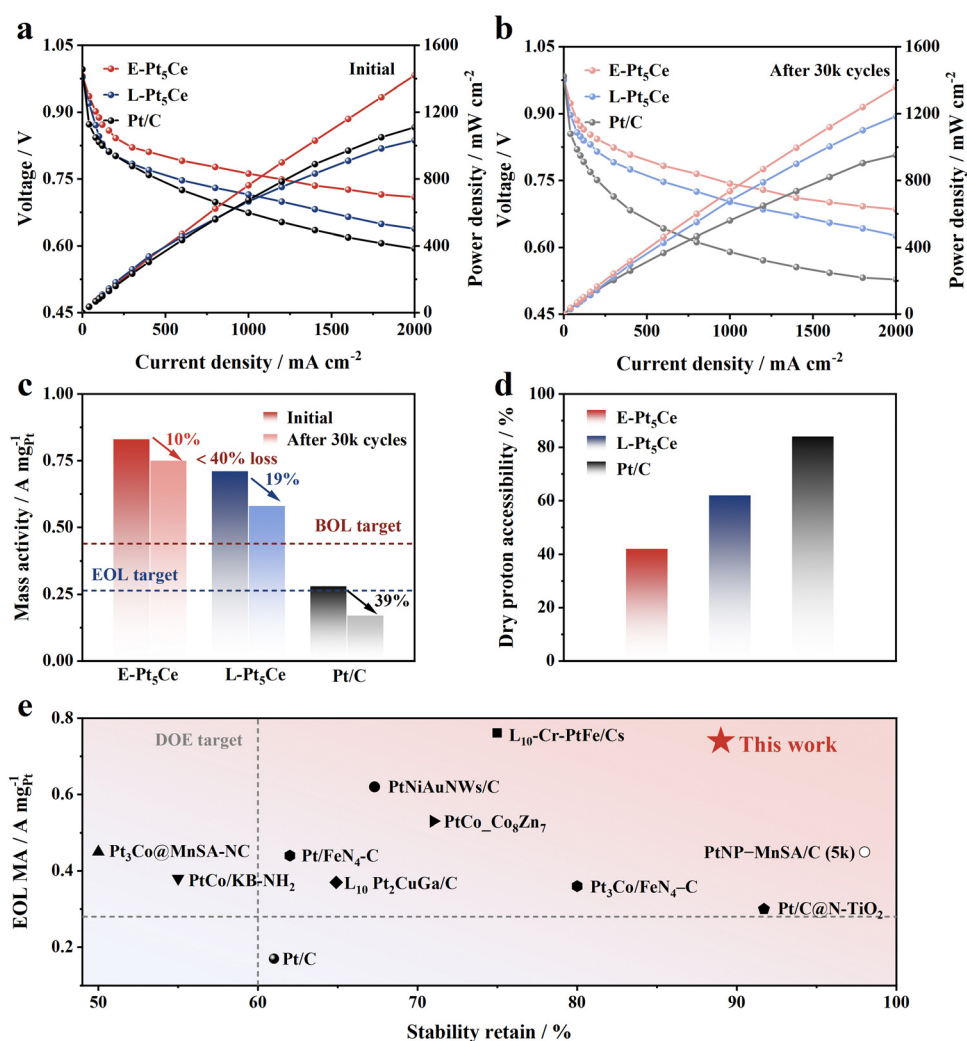 a
1.05
0.90
0.75
0.60
0.45
Voltage / V
E-Pt₅Ce
L-Pt₅Ce
Pt/C
Initial
1600
1200
800
400
0
Power density / mW cm⁻²
0 500 1000 1500 2000
Current density / mA cm⁻²
b
1.05
0.90
0.75
0.60
0.45
Voltage / V
E-Pt₅Ce
L-Pt₅Ce
Pt/C
After 30k cycles
1600
1200
800
400
0
Power density / mW cm⁻²
0 500 1000 1500 2000
Current density / mA cm⁻²
c
1.00
0.75
0.50
0.25
0.00
Mass activity / A mg⁻¹Pt
Initial
After 30k cycles
10%
< 40% loss
19%
BOL target
EOL target
39%
E-Pt₅Ce L-Pt₅Ce Pt/C
d
100
80
60
40
20
0
Dry proton accessibility / %
E-Pt₅Ce
L-Pt₅Ce
Pt/C
e
0.8
0.6
0.4
0.2
EOL MA / A mg⁻¹Pt
DOE target
L₁₀-Cr-PtFe/Cs
This work
PtNiAuNWs/C
PtCo_Co₈Zn₇
Pt₃Co@MnSA-NC
Pt/FeN₄-C
PtNP−MnSA/C (5k)
PtCo/KB-NH₂
L₁₀ Pt₂CuGa/C
Pt₃Co/FeN₄−C
Pt/C@N-TiO₂
Pt/C
50 60 70 80 90 100
Stability retain / %